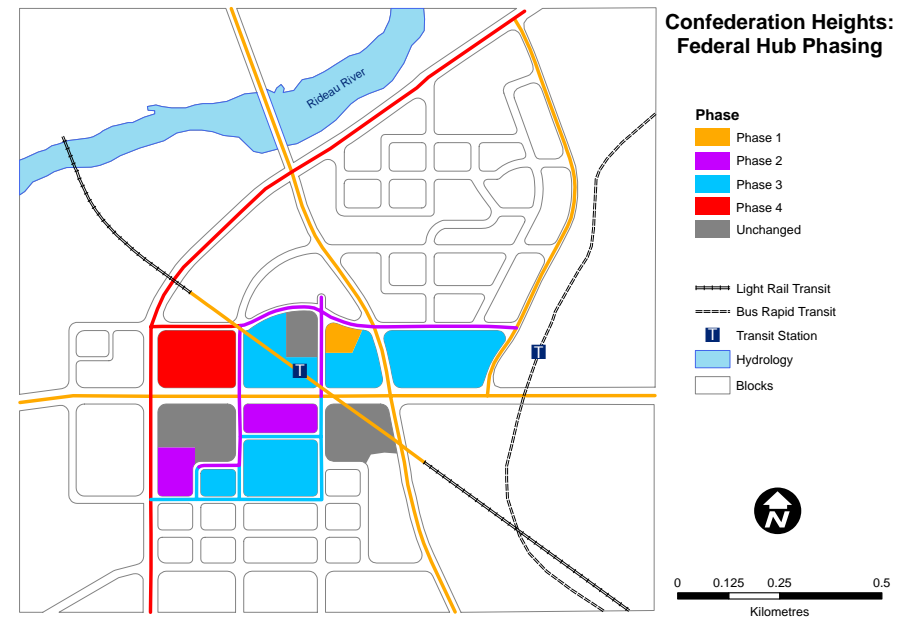 Confederation Heights:
Federal Hub Phasing
Rideau River
Phase
Phase 1
Phase 2
Phase 3
Phase 4
Unchanged
Light Rail Transit
Bus Rapid Transit
T Transit Station
Hydrology
Blocks
T
T
N
0 0.125 0.25 0.5
Kilometres